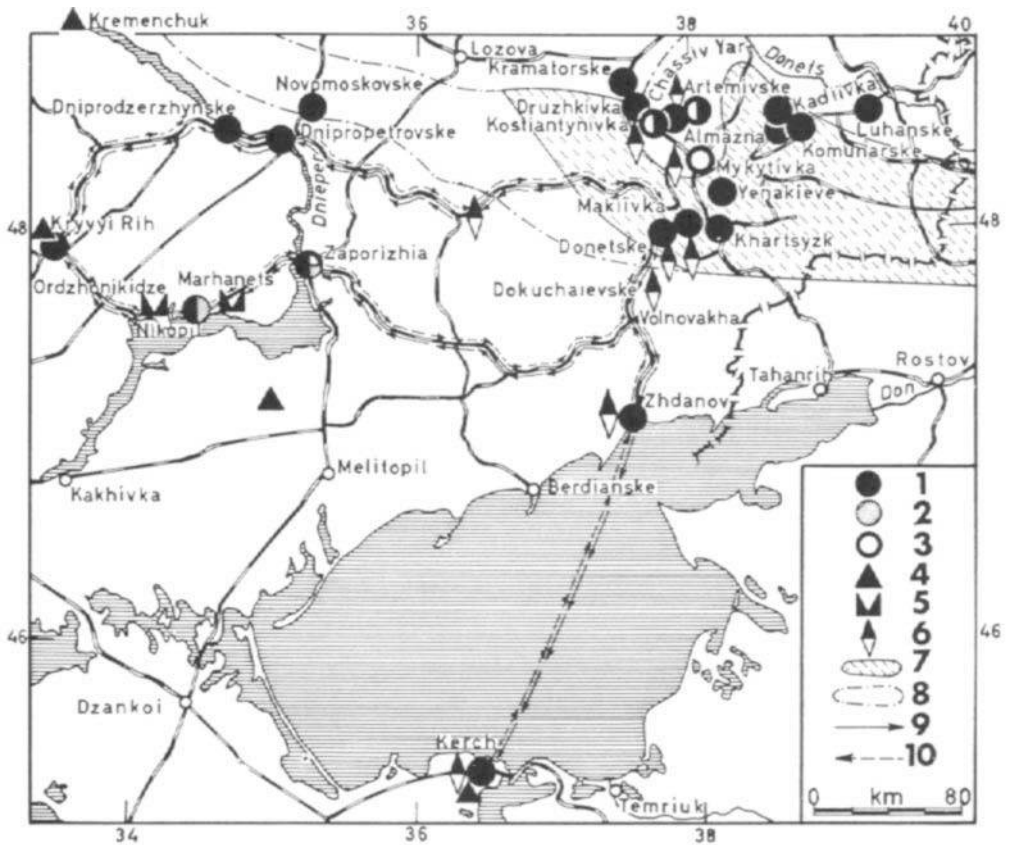 36
38
40
Kremenchuk
Lozova
Kramatorske
Chassiv Yar
Donets
Novomoskovske
Dniprodzerzhynske
Druzhkivka
Artemivske
Kadiivka
Kostiantynivka
Dnipropetrovske
Almazna
Luhanske
Komunarske
Mykytivka
Dnieper
Yenakieve
48
Kryvyi Rih
Makiivka
48
Donetske
Khartsyzk
Zaporizhia
Ordzhonikidze
Marhanets
Dokuchaievske
Nikopil
Volnovakha
Tahanrih
Rostov
Don
Zhdanov
Kakhivka
Melitopil
Berdianske
1
2
3
4
5
6
7
8
9
10
46
46
Dzankoi
Kerch
Temriuk
0 km 80
34
36
38